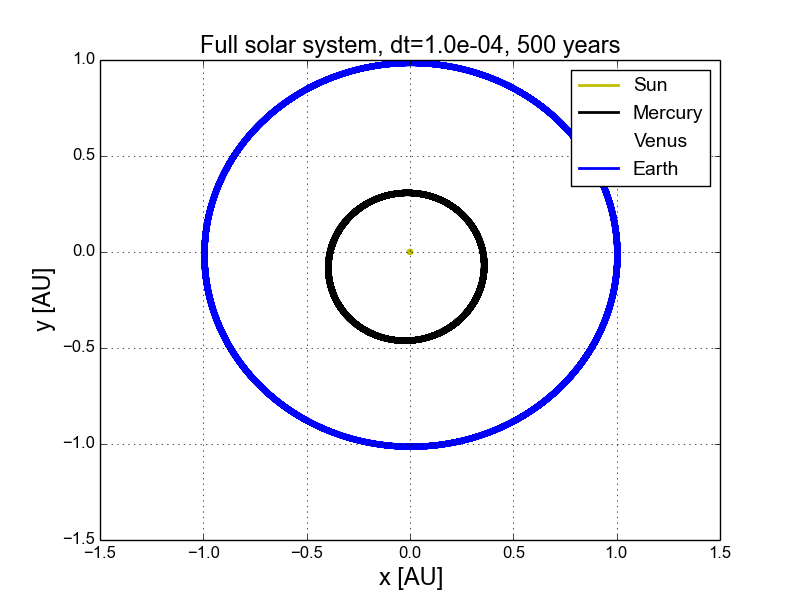 Full solar system, dt=1.0e-04, 500 years
1.0
Sun
Mercury
Venus
Earth
0.5
0.0
−0.5
−1.0
−1.5
y [AU]
−1.5 −1.0 −0.5 0.0 0.5 1.0 1.5
x [AU]